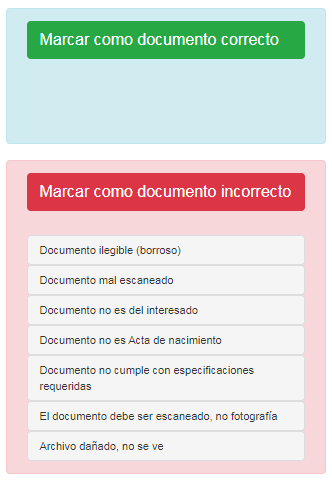 Marcar como documento correcto
Marcar como documento incorrecto
Documento ilegible (borroso)
Documento mal escaneado
Documento no es del interesado
Documento no es Acta de nacimiento
Documento no cumple con especificaciones
requeridas
El documento debe ser escaneado, no fotografía
Archivo dañado, no se ve